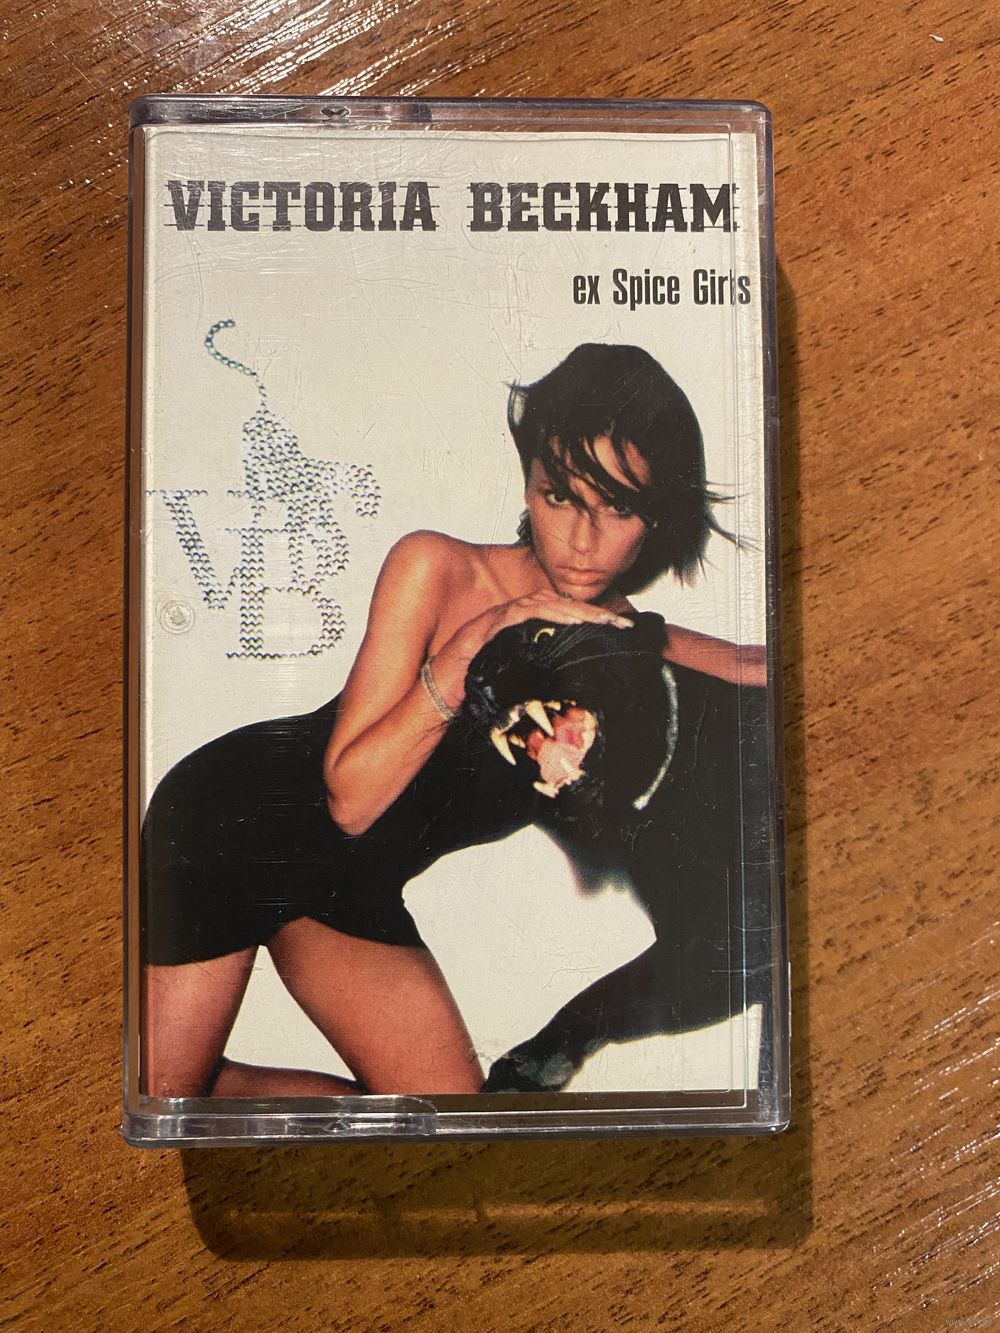 VICTORIA BECKHAM
ex Spice Girls
VB